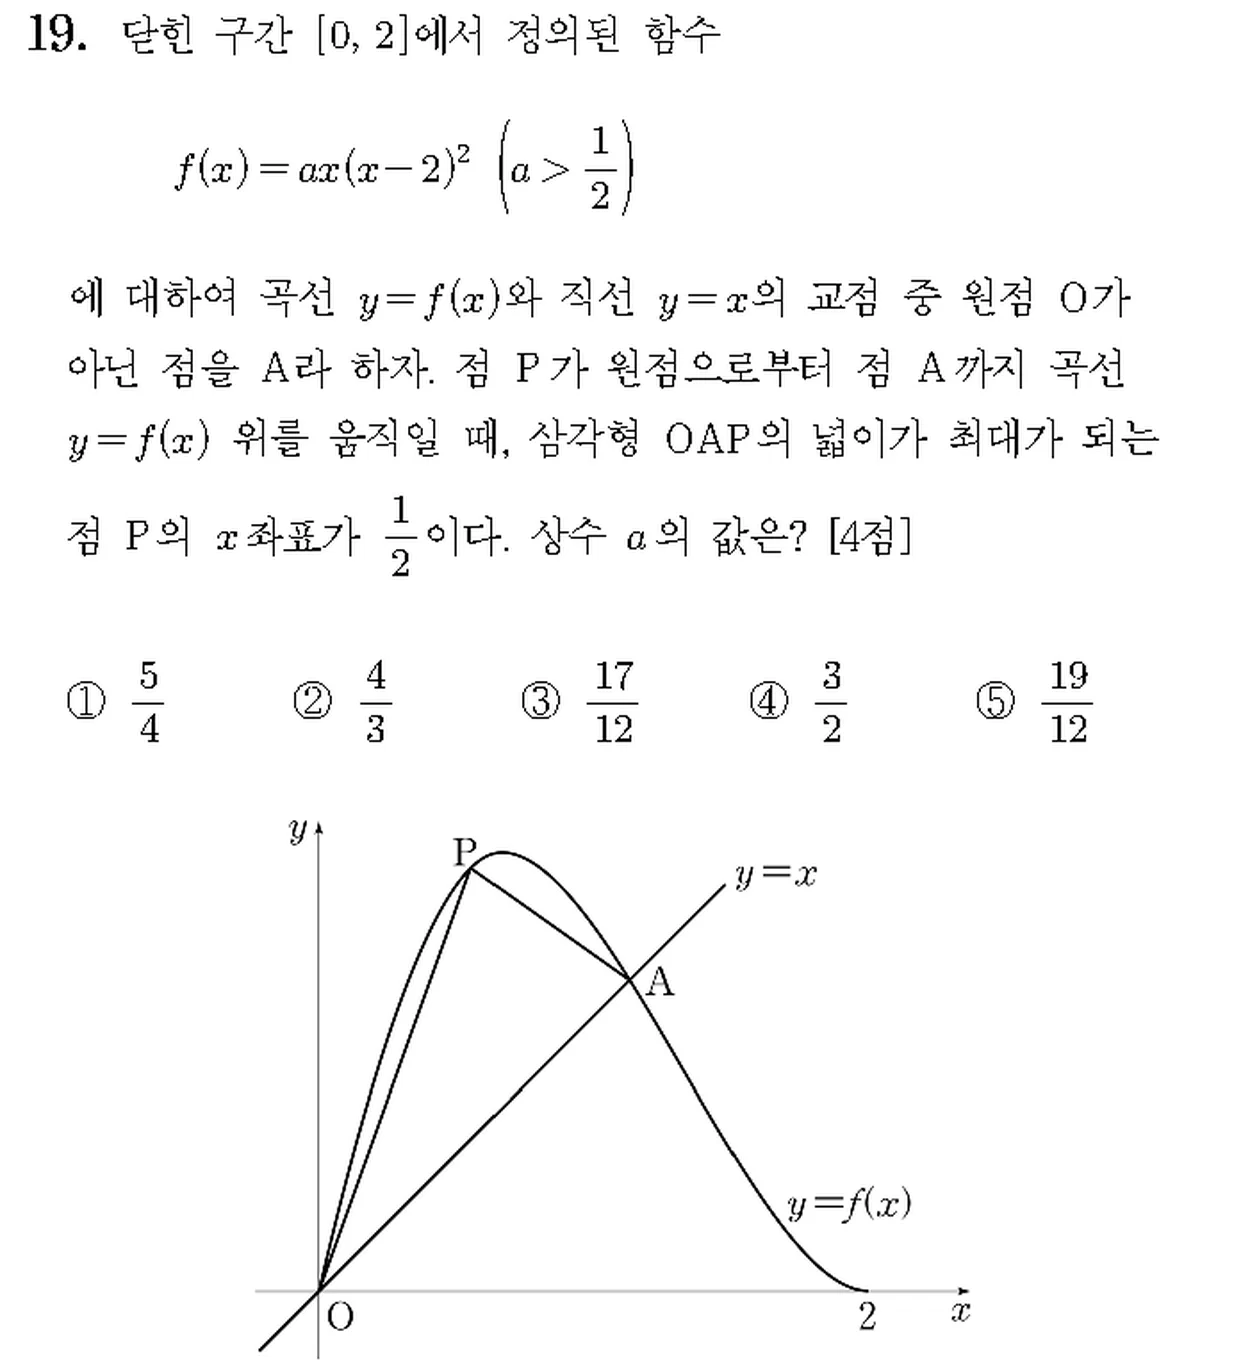 19. 닫힌 구간 [0, 2]에서 정의된 함수
f(x)=ax(x−2)² (a > 1/2)
에 대하여 곡선 y=f(x)와 직선 y=x의 교점 중 원점 O가
아닌 점을 A라 하자. 점 P가 원점으로부터 점 A까지 곡선
y=f(x) 위를 움직일 때, 삼각형 OAP의 넓이가 최대가 되는
점 P의 x좌표가 1/2이다. 상수 a의 값은? [4점]
① 5/4 ② 4/3 ③ 17/12 ④ 3/2 ⑤ 19/12
y
P
y=x
A
y=f(x)
O
2
x